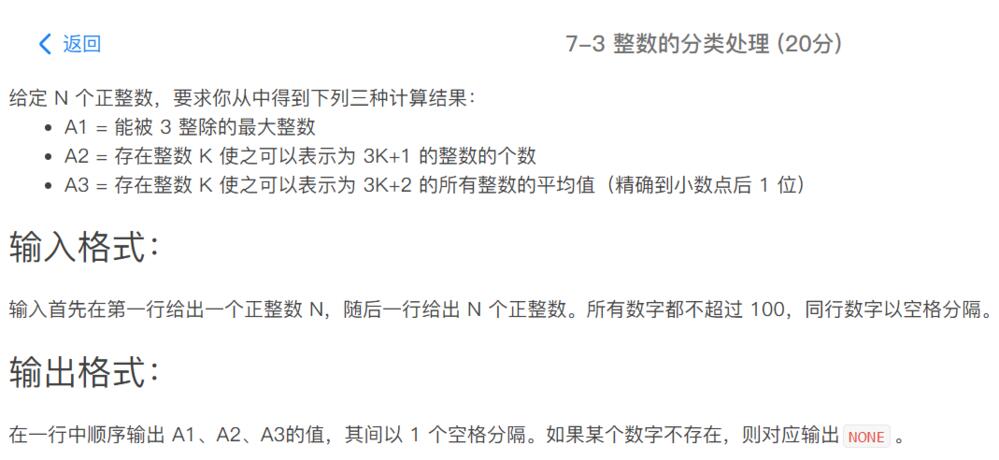 返回
7-3 整数的分类处理 (20分)
给定 N 个正整数，要求你从中得到下列三种计算结果：
• A1 = 能被 3 整除的最大整数
• A2 = 存在整数 K 使之可以表示为 3K+1 的整数的个数
• A3 = 存在整数 K 使之可以表示为 3K+2 的所有整数的平均值（精确到小数点后 1 位）
输入格式：
输入首先在第一行给出一个正整数 N，随后一行给出 N 个正整数。所有数字都不超过 100，同行数字以空格分隔。
输出格式：
在一行中顺序输出 A1、A2、A3的值，其间以 1 个空格分隔。如果某个数字不存在，则对应输出 NONE 。